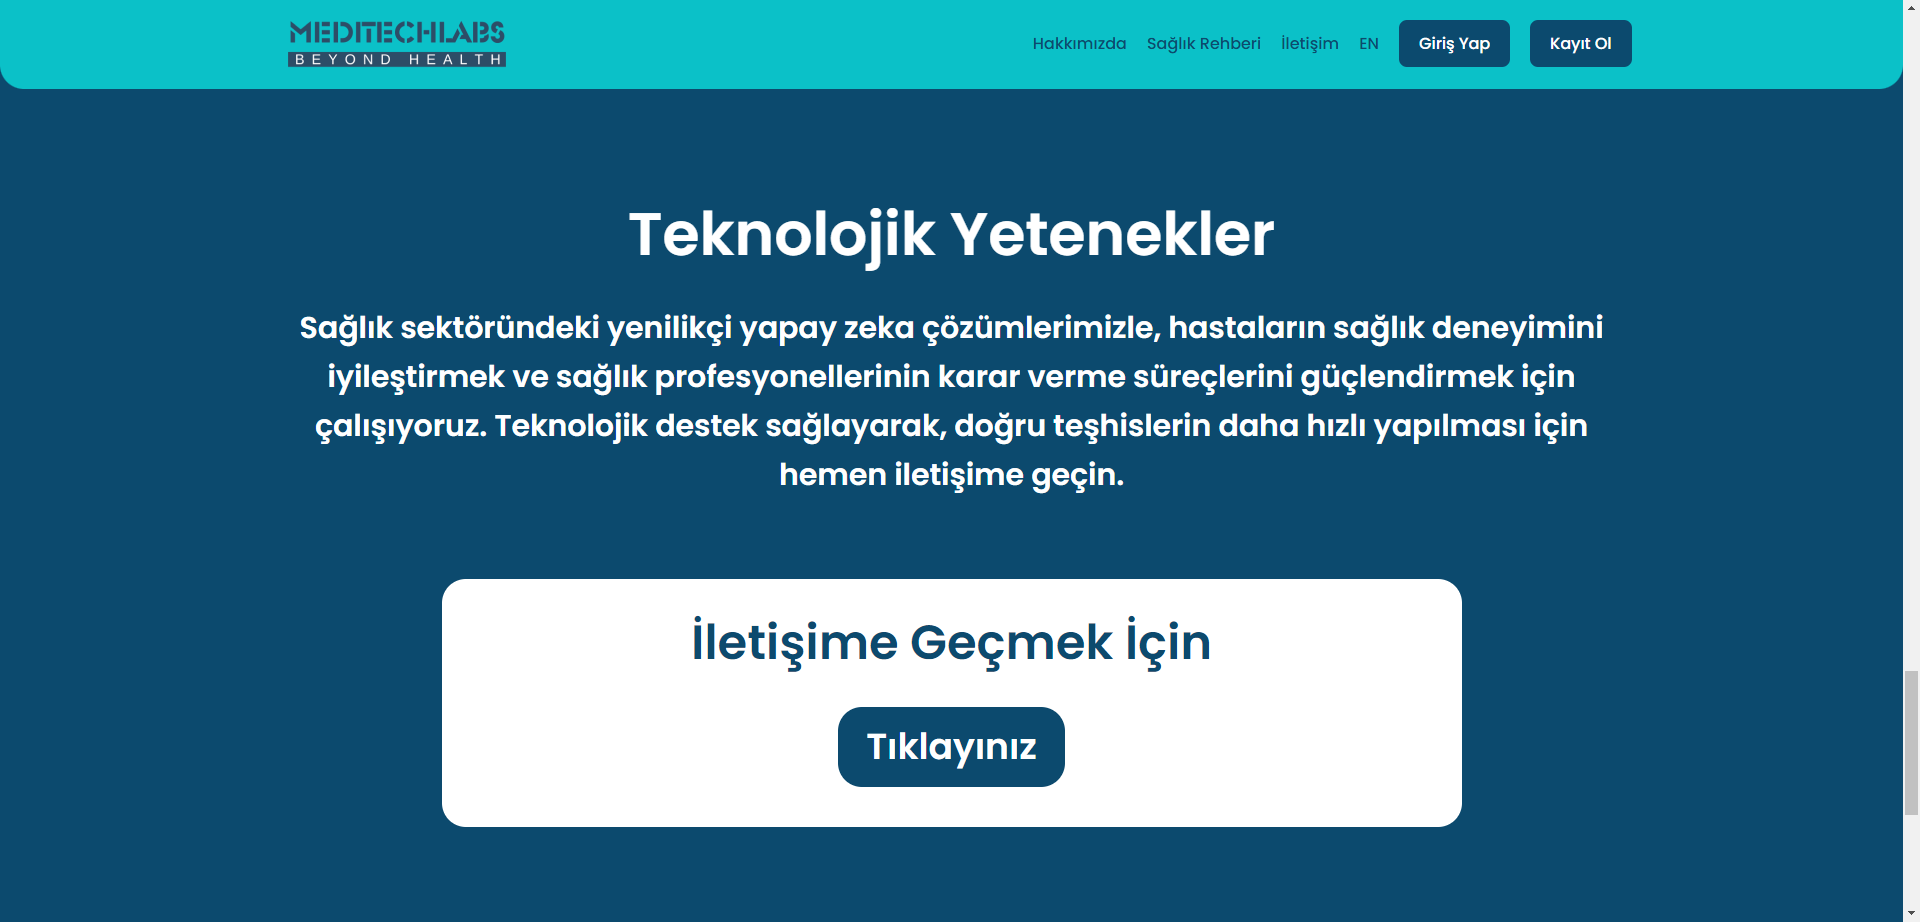 MEDITECHLABS
BEYOND HEALTH
Hakkımızda
Sağlık Rehberi
İletişim
EN
Giriş Yap
Kayıt Ol
Teknolojik Yetenekler
Sağlık sektöründeki yenilikçi yapay zeka çözümlerimizle, hastaların sağlık deneyimini
iyileştirmek ve sağlık profesyonellerinin karar verme süreçlerini güçlendirmek için
çalışıyoruz. Teknolojik destek sağlayarak, doğru teşhislerin daha hızlı yapılması için
hemen iletişime geçin.
İletişime Geçmek İçin
Tıklayınız